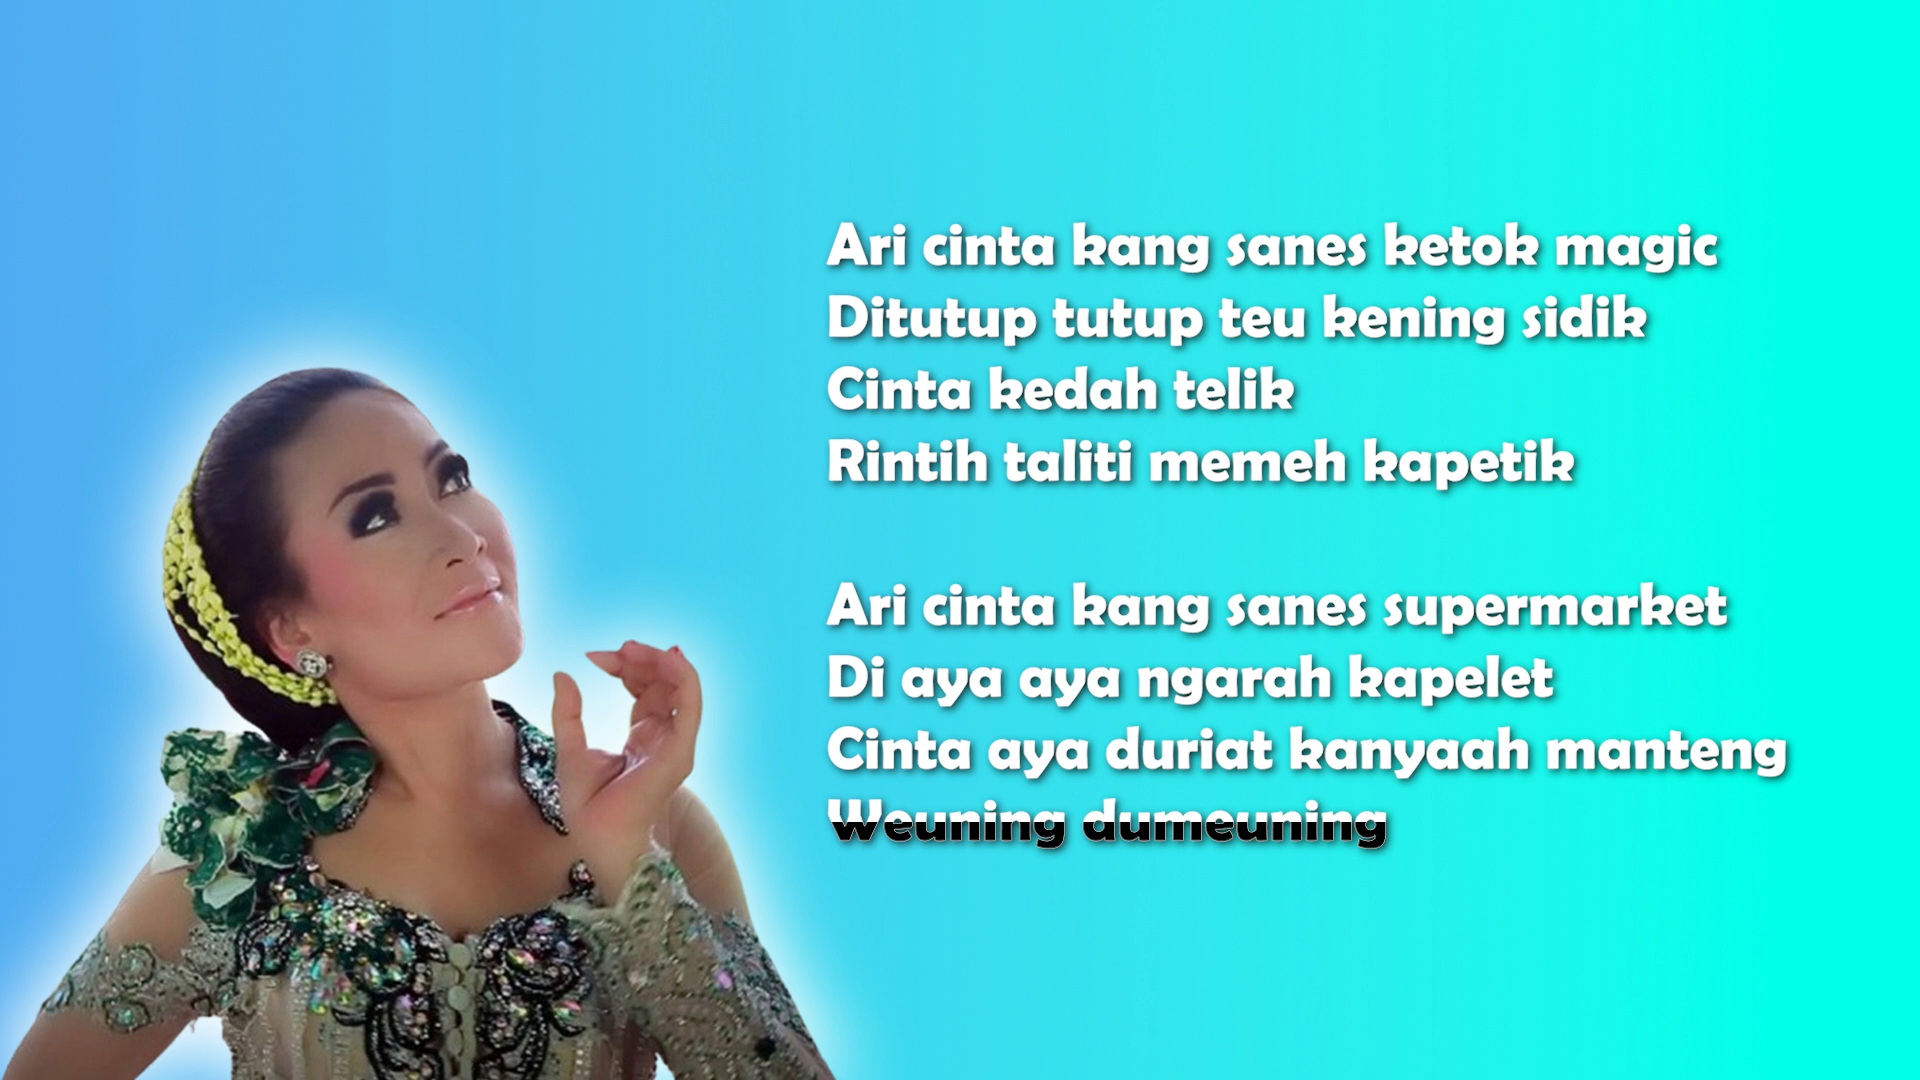 Ari cinta kang sanes ketok magic
Ditutup tutup teu kening sidik
Cinta kedah telik
Rintih taliti memeh kapetik
Ari cinta kang sanes supermarket
Di aya aya ngarah kapelet
Cinta aya duriat kanyaah manteng
Weuning dumeuning